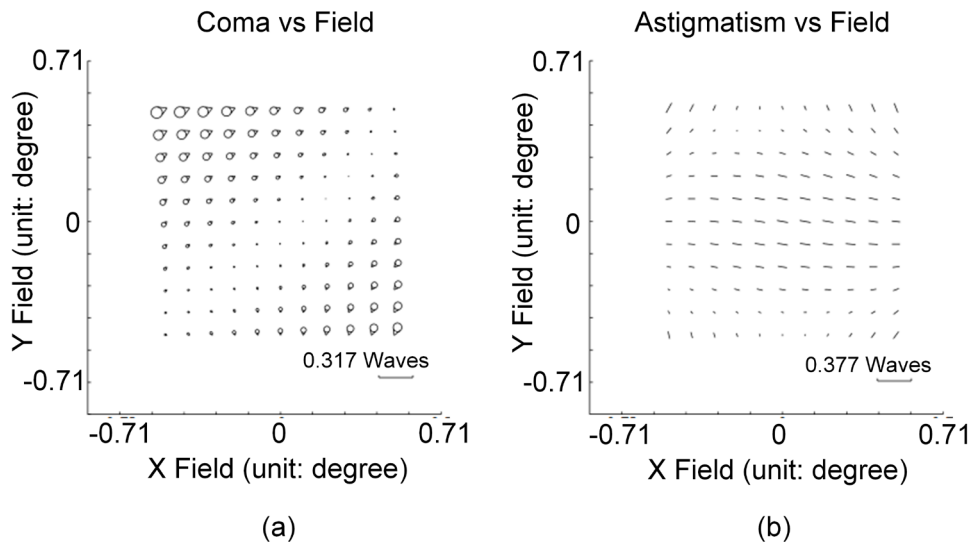 Coma vs Field
0.71
0
-0.71
Y Field (unit: degree)
0.317 Waves
-0.71 0 0.71
X Field (unit: degree)
(a)
Astigmatism vs Field
0.71
0
-0.71
Y Field (unit: degree)
0.377 Waves
-0.71 0 0.71
X Field (unit: degree)
(b)